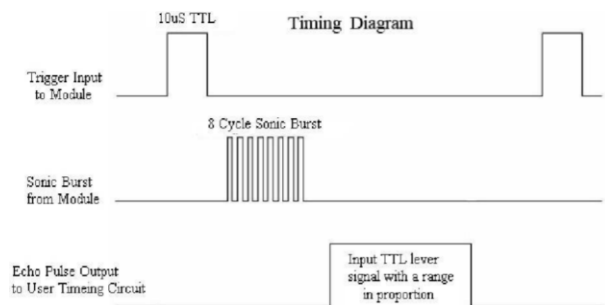 10uS TTL
Timing Diagram
Trigger Input
to Module
8 Cycle Sonic Burst
Sonic Burst
from Module
Echo Pulse Output
to User Timeing Circuit
Input TTL lever
signal with a range
in proportion